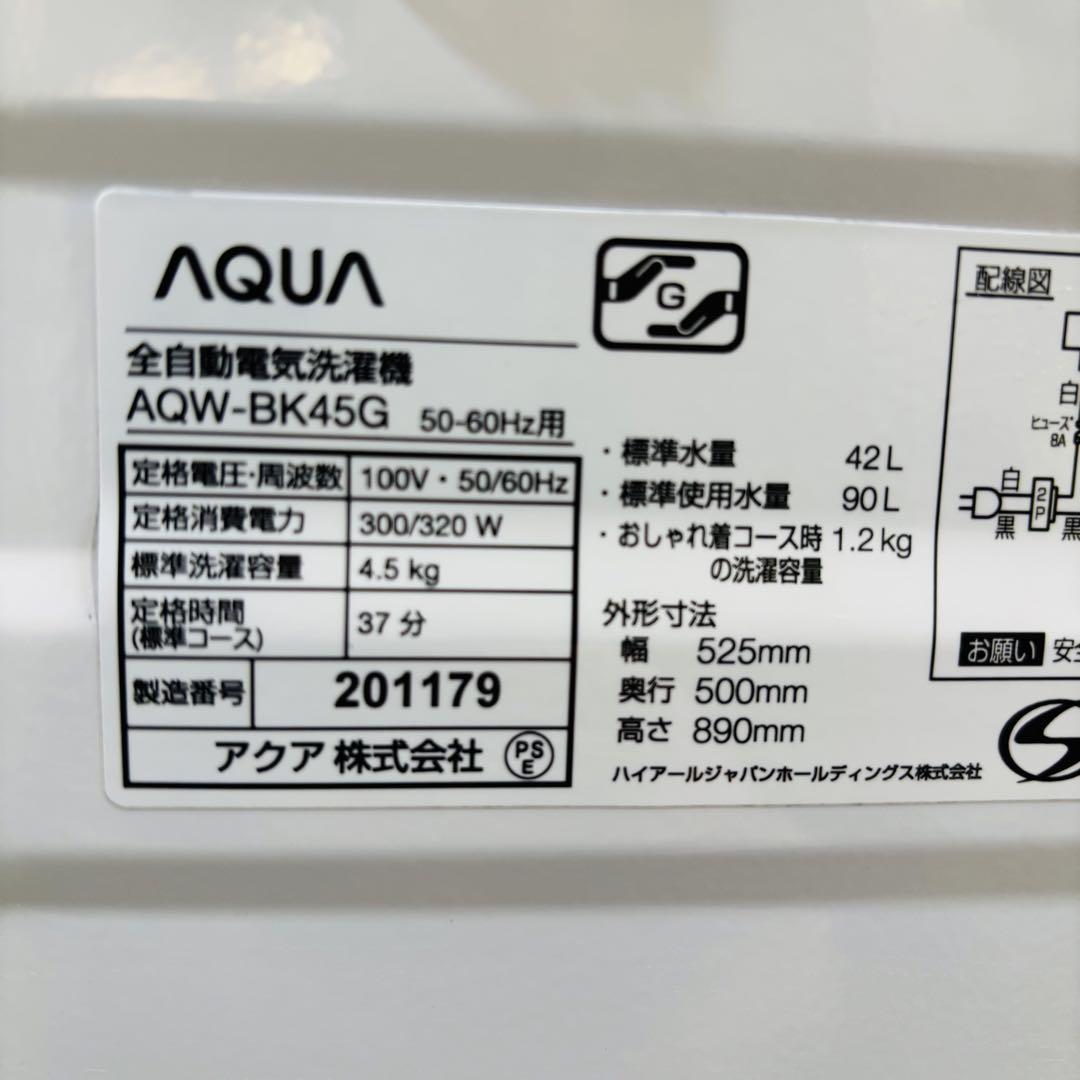 AQUA
全自動電気洗濯機
AQW-BK45G 50-60Hz用
定格電圧・周波数 100V・50/60Hz
定格消費電力 300/320 W
標準洗濯容量 4.5 kg
定格時間 37 分
(標準コース)
製造番号 201179
アクア 株式会社 PSE
G
・標準水量 42L
・標準使用水量 90L
・おしゃれ着コース時 1.2kg
の洗濯容量
外形寸法
幅 525mm
奥行 500mm
高さ 890mm
ハイアールジャパンホールディングス株式会社
配線図
白
ヒューズ
8A
白
2P
黒 黒
お願い 安全